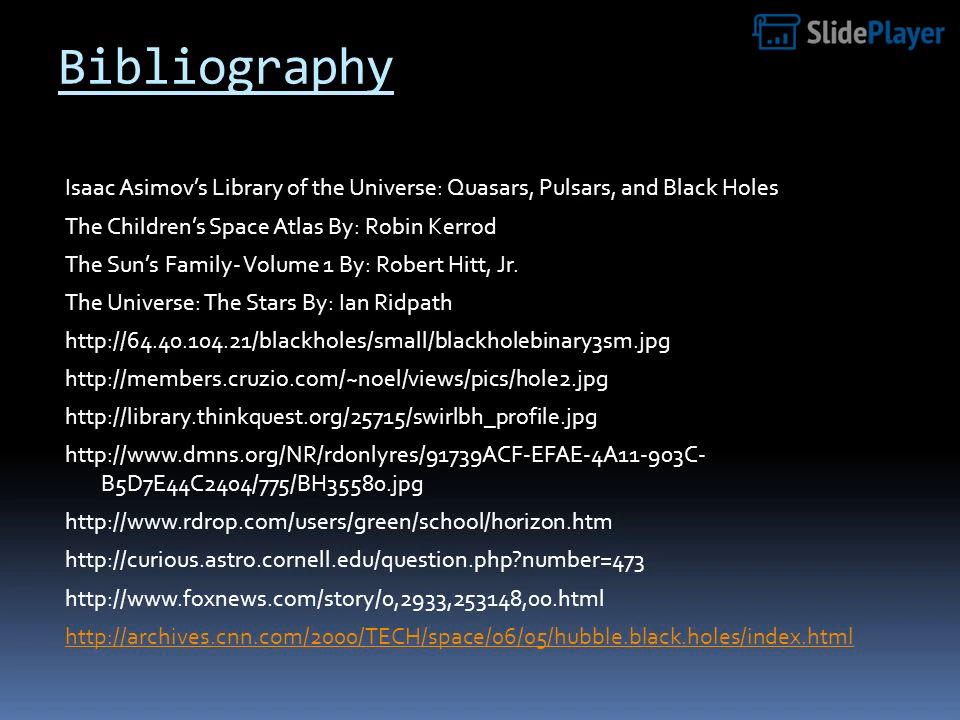 SlidePlayer
Bibliography
Isaac Asimov’s Library of the Universe: Quasars, Pulsars, and Black Holes
The Children’s Space Atlas By: Robin Kerrod
The Sun’s Family- Volume 1 By: Robert Hitt, Jr.
The Universe: The Stars By: Ian Ridpath
http://64.40.104.21/blackholes/small/blackholebinary3sm.jpg
http://members.cruzio.com/~noel/views/pics/hole2.jpg
http://library.thinkquest.org/25715/swirlbh_profile.jpg
http://www.dmns.org/NR/rdonlyres/91739ACF-EFAE-4A11-903C-
B5D7E44C2404/775/BH35580.jpg
http://www.rdrop.com/users/green/school/horizon.htm
http://curious.astro.cornell.edu/question.php?number=473
http://www.foxnews.com/story/0,2933,253148,00.html
http://archives.cnn.com/2000/TECH/space/06/05/hubble.black.holes/index.html